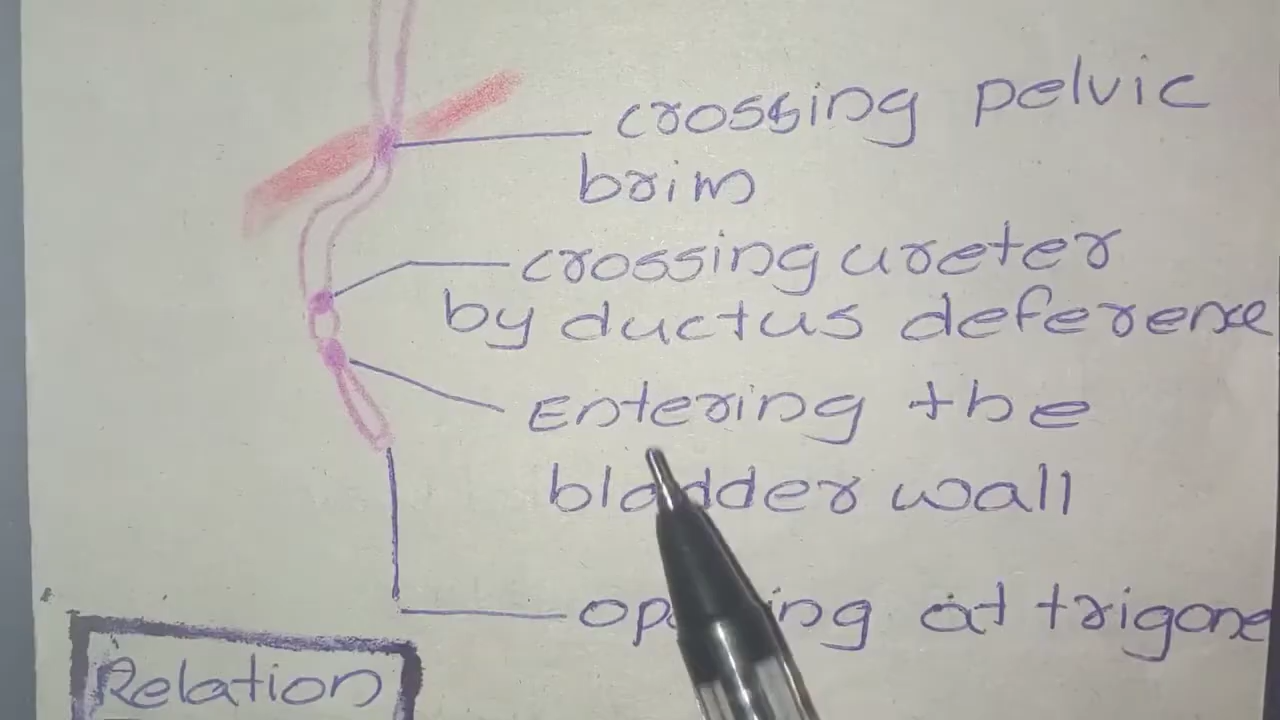 crossing pelvic
brim
crossing ureter
by ductus deference
Entering the
bladder wall
at trigone
Relation